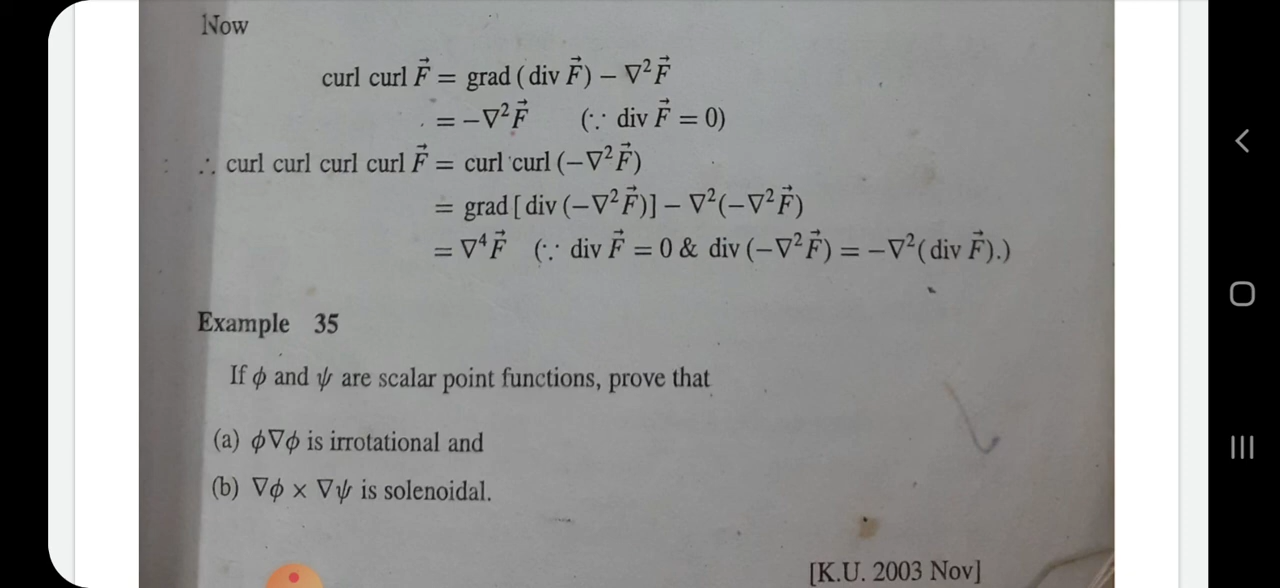 Now
curl curl F⃗ = grad ( div F⃗) − ∇²F⃗
= −∇²F⃗ (∵ div F⃗ = 0)
∴ curl curl curl curl F⃗ = curl curl (−∇²F⃗)
= grad [ div (−∇²F⃗)] − ∇²(−∇²F⃗)
= ∇⁴F⃗ (∵ div F⃗ = 0 & div (−∇²F⃗) = −∇²( div F⃗).)
Example 35
If ϕ and ψ are scalar point functions, prove that
(a) ϕ∇ϕ is irrotational and
(b) ∇ϕ × ∇ψ is solenoidal.
[K.U. 2003 Nov]